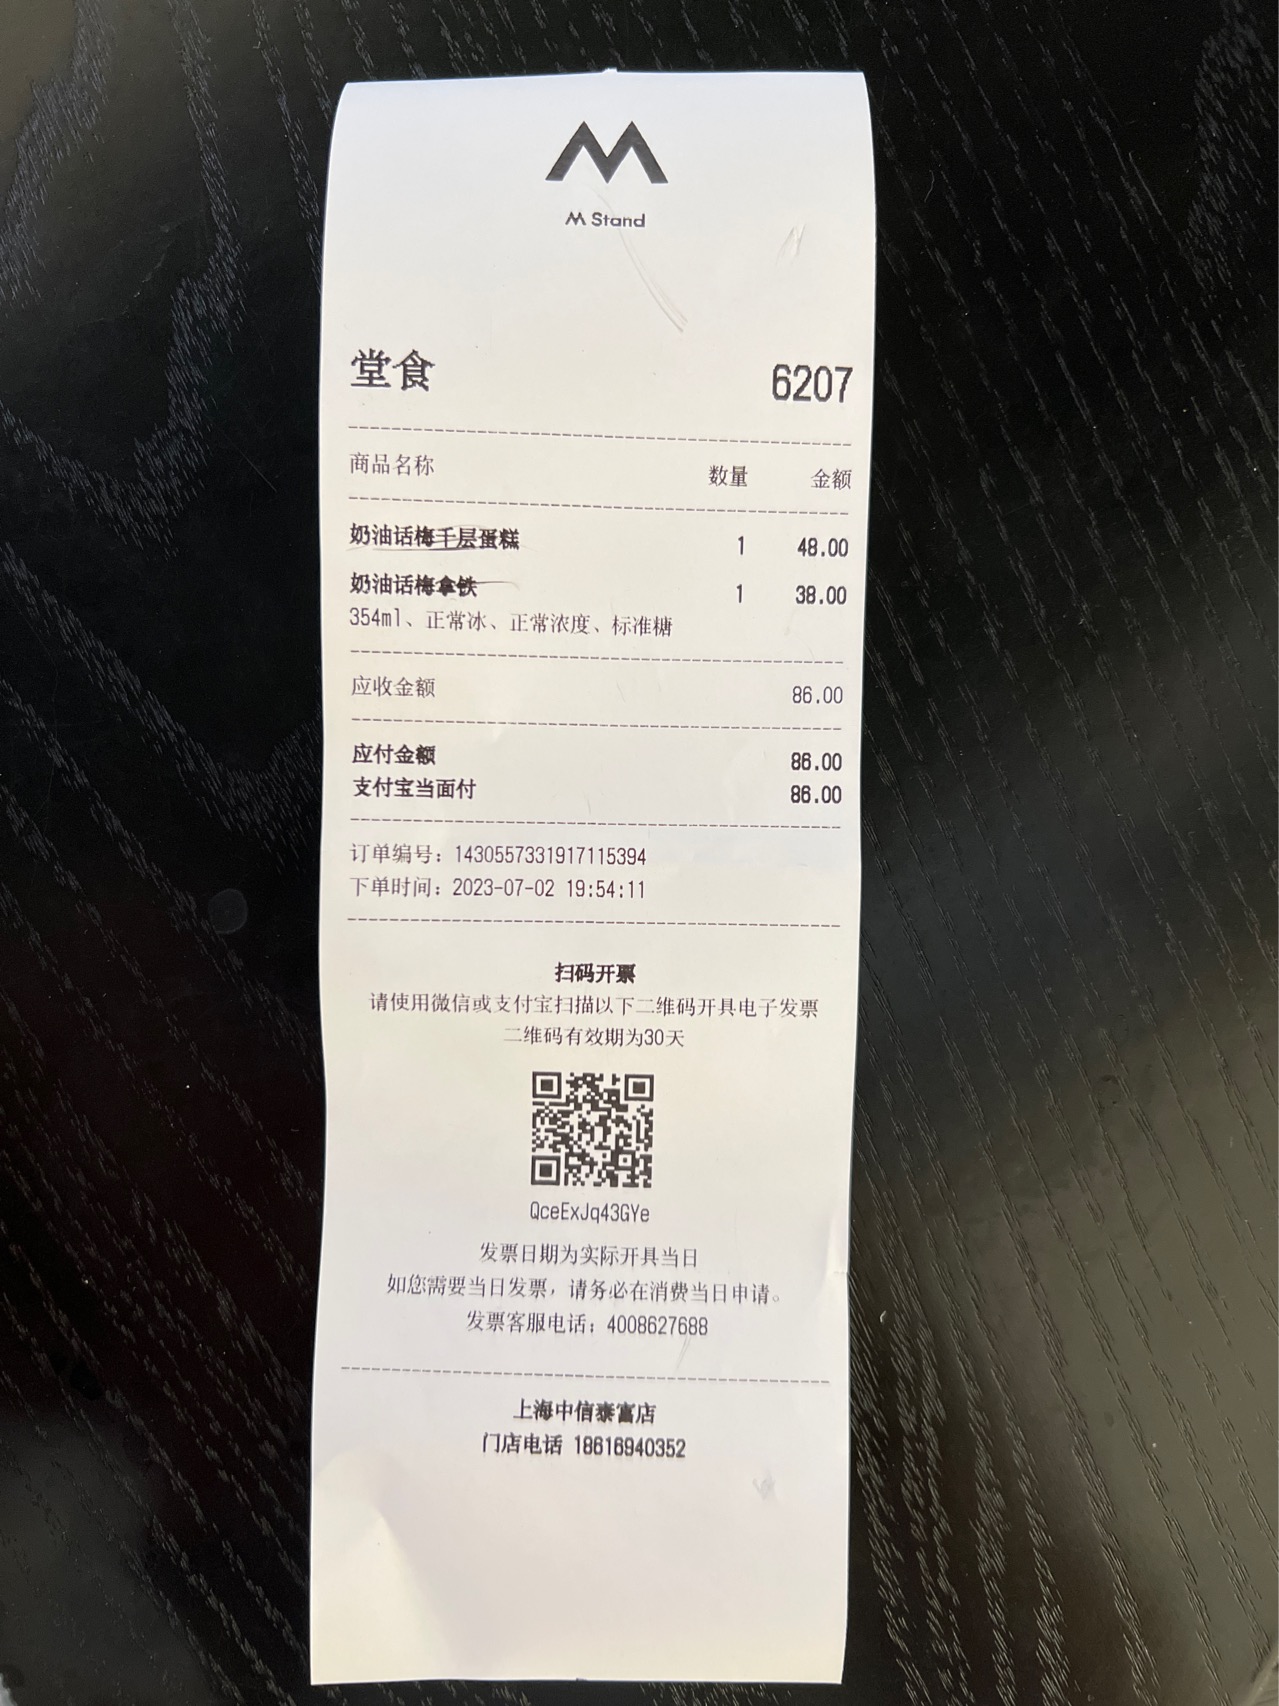 M Stand
堂食 6207
商品名称 数量 金额
奶油话梅千层蛋糕 1 48.00
奶油话梅拿铁 1 38.00
354ml、正常冰、正常浓度、标准糖
应收金额 86.00
应付金额 86.00
支付宝当面付 86.00
订单编号：1430557331917115394
下单时间：2023-07-02 19:54:11
扫码开票
请使用微信或支付宝扫描以下二维码开具电子发票
二维码有效期为30天
QceExJq43GYe
发票日期为实际开具当日
如您需要当日发票，请务必在消费当日申请。
发票客服电话：4008627688
上海中信泰富店
门店电话 18616940352